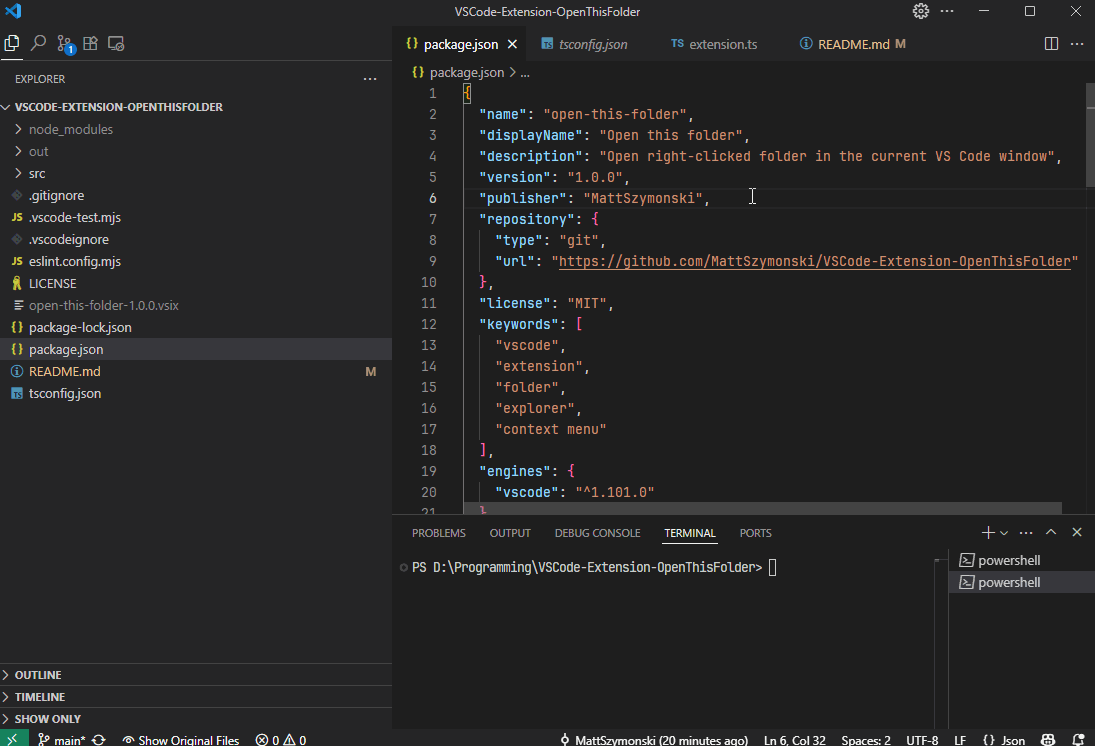 VSCode-Extension-OpenThisFolder
1
EXPLORER
VSCODE-EXTENSION-OPENTHISFOLDER
node_modules
out
src
.gitignore
JS .vscode-test.mjs
.vscodeignore
JS eslint.config.mjs
LICENSE
open-this-folder-1.0.0.vsix
{} package-lock.json
{} package.json
README.md M
TS tsconfig.json
OUTLINE
TIMELINE
SHOW ONLY
{} package.json TS tsconfig.json TS extension.ts README.md M
{} package.json > ...
1 {
2 "name": "open-this-folder",
3 "displayName": "Open this folder",
4 "description": "Open right-clicked folder in the current VS Code window",
5 "version": "1.0.0",
6 "publisher": "MattSzymonski",
7 "repository": {
8 "type": "git",
9 "url": "https://github.com/MattSzymonski/VSCode-Extension-OpenThisFolder"
10 },
11 "license": "MIT",
12 "keywords": [
13 "vscode",
14 "extension",
15 "folder",
16 "explorer",
17 "context menu"
18 ],
19 "engines": {
20 "vscode": "^1.101.0"
21 }
PROBLEMS OUTPUT DEBUG CONSOLE TERMINAL PORTS
PS D:\Programming\VSCode-Extension-OpenThisFolder>
powershell
powershell
main* Show Original Files 0 0 MattSzymonski (20 minutes ago) Ln 6, Col 32 Spaces: 2 UTF-8 LF {} Json